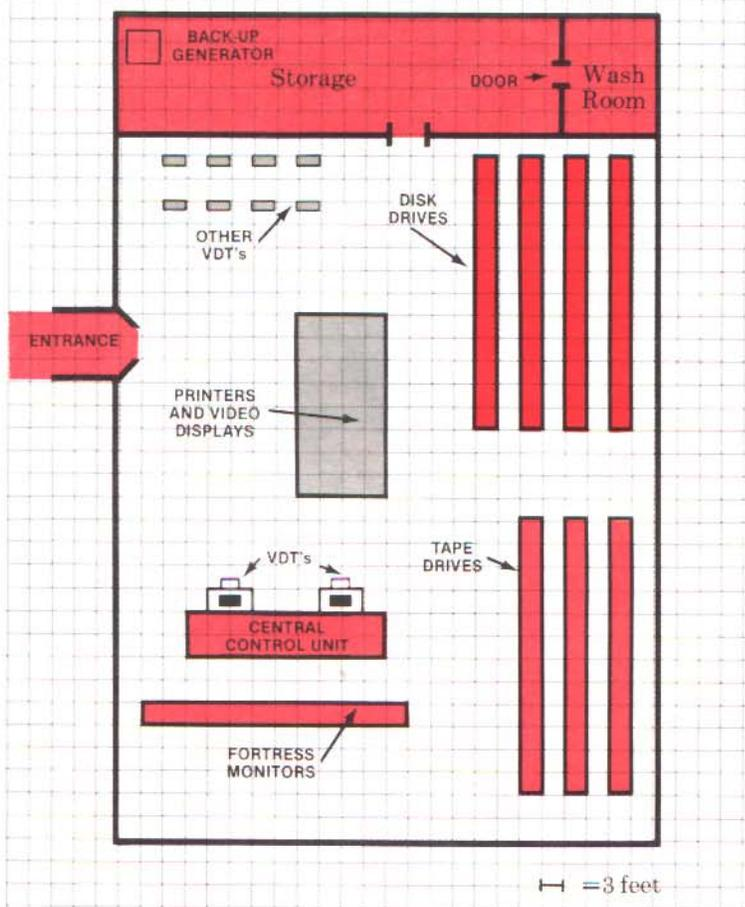 BACK-UP
GENERATOR
Storage
DOOR
Wash
Room
DISK
DRIVES
OTHER
VDT's
ENTRANCE
PRINTERS
AND VIDEO
DISPLAYS
VDT's
TAPE
DRIVES
CENTRAL
CONTROL UNIT
FORTRESS
MONITORS
=3 feet